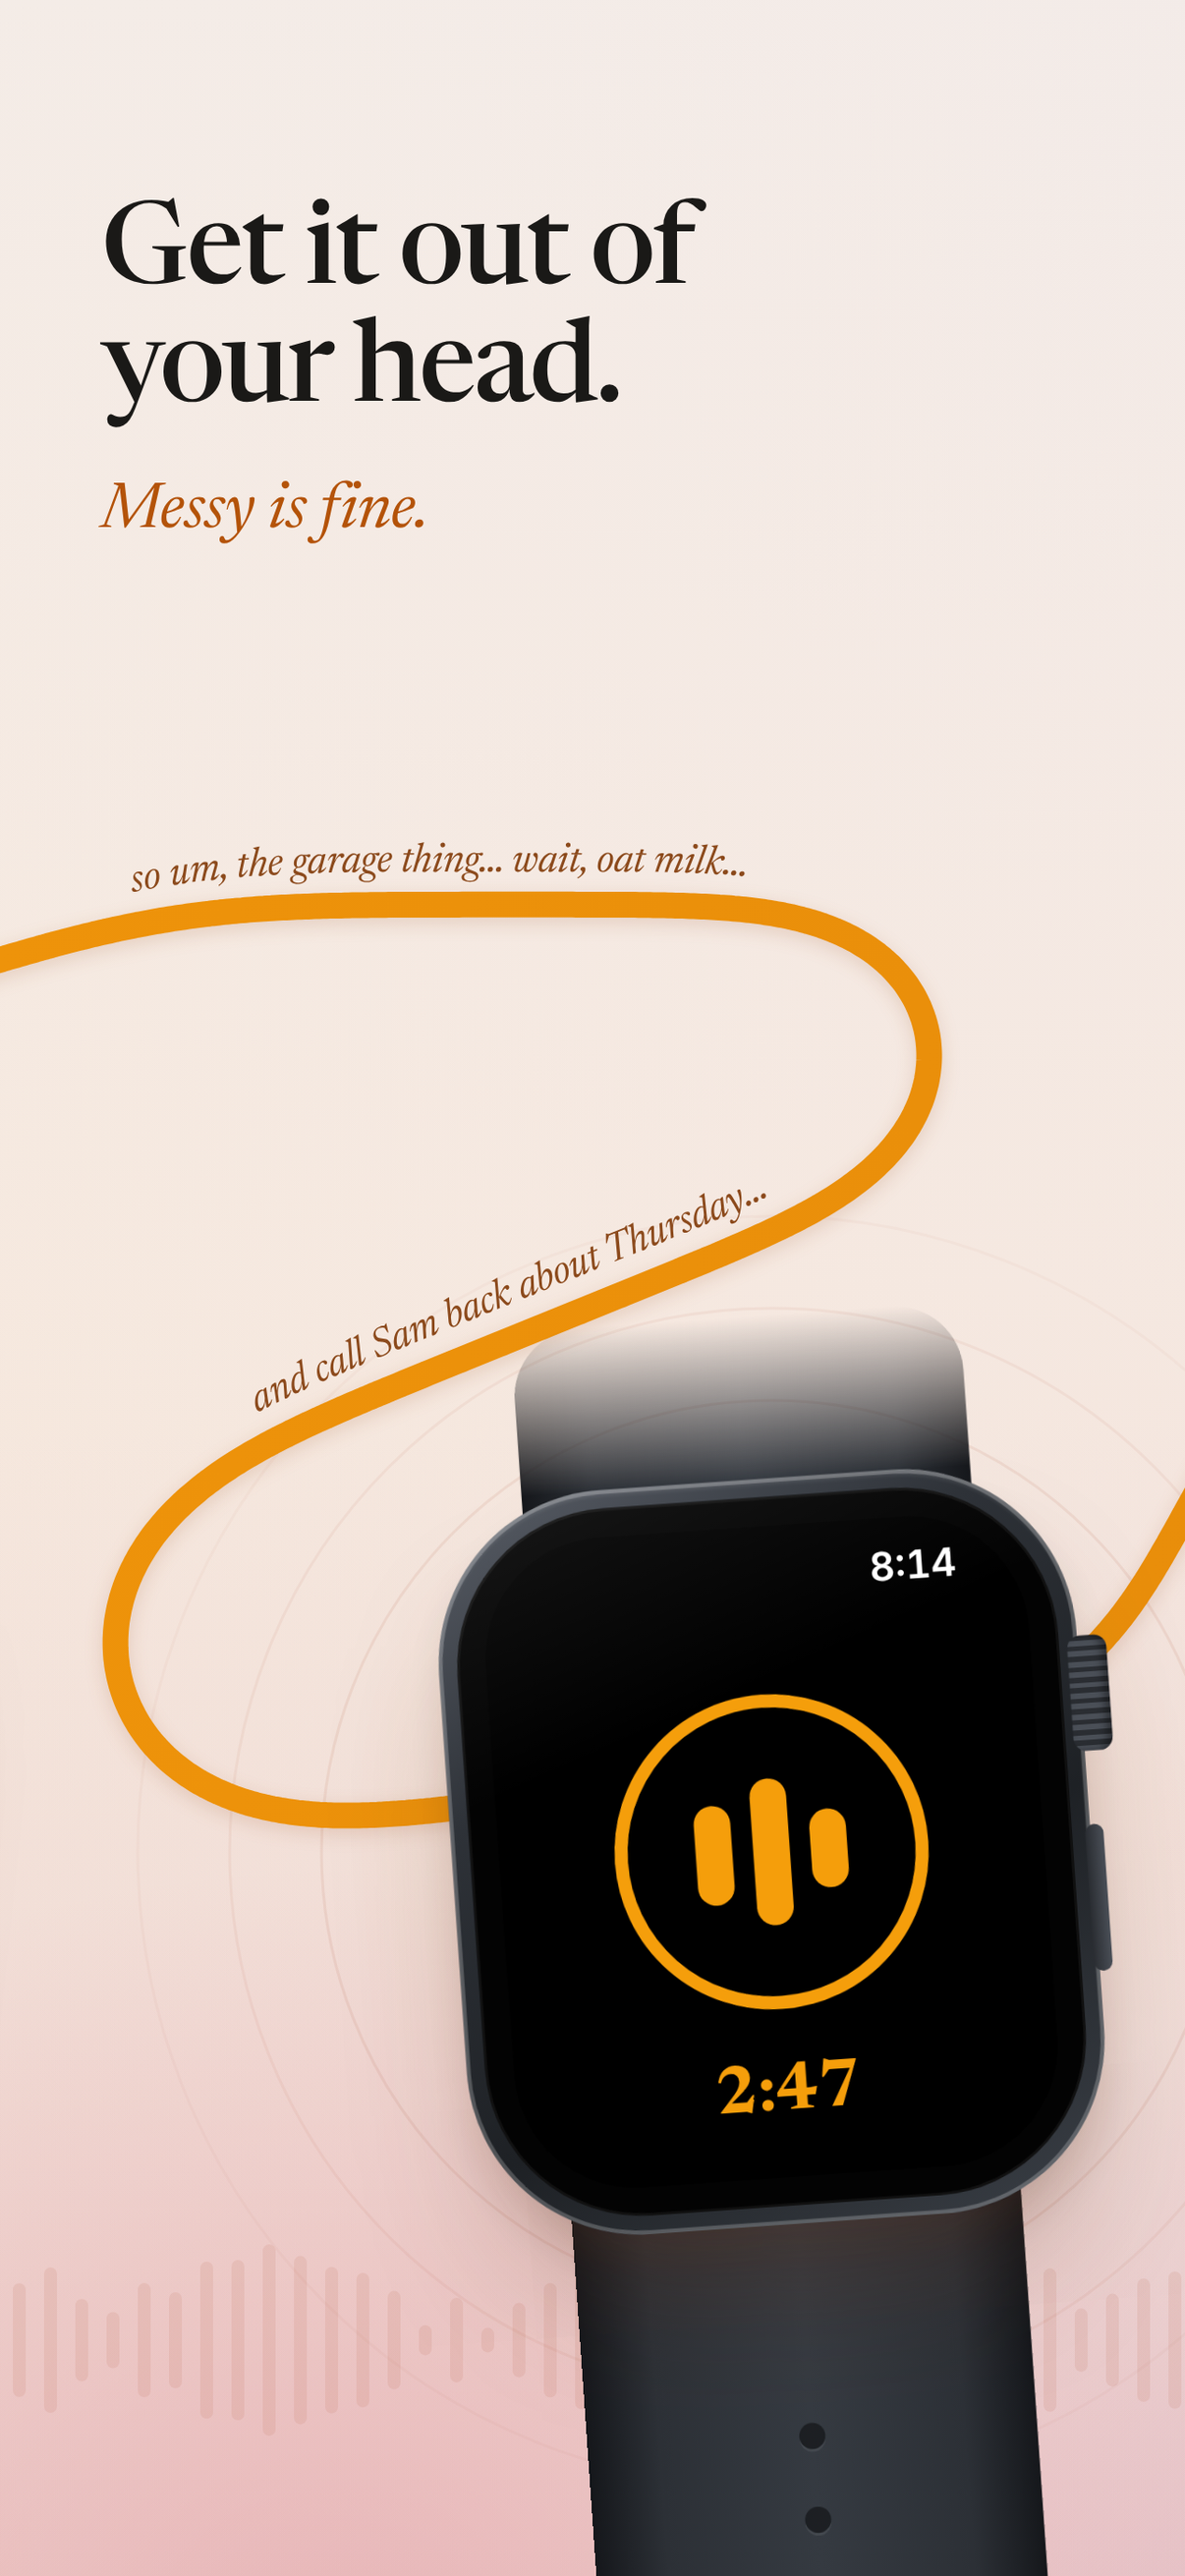 Get it out of
your head.
Messy is fine.
so um, the garage thing... wait, oat milk...
and call Sam back about Thursday...
8:14
2:47